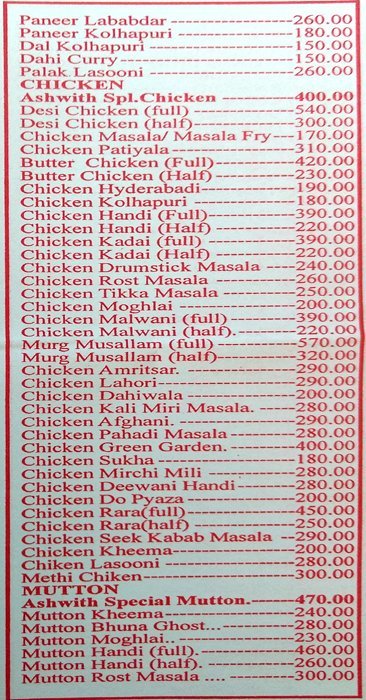 Paneer Lababdar --------------------260.00
Paneer Kolhapuri --------------------180.00
Dal Kolhapuri ------------------------150.00
Dahi Curry----------------------------150.00
Palak Lasooni ------------------------260.00
CHICKEN
Ashwith Spl.Chicken ------------400.00
Desi Chicken (full) ------------------540.00
Desi Chicken (half)------------------300.00
Chicken Masala/ Masala Fry---170.00
Chicken Patiyala---------------------310.00
Butter Chicken (Full)--------------420.00
Butter Chicken (Half) -------------230.00
Chicken Hyderabadi---------------190.00
Chicken Kolhapuri -----------------180.00
Chicken Handi (Full)--------------390.00
Chicken Handi (Half) -------------220.00
Chicken Kadai (full) --------------390.00
Chicken Kadai (Half) -------------220.00
Chicken Drumstick Masala -----240.00
Chicken Rost Masala --------------260.00
Chicken Tikka Masala ------------250.00
Chicken Moghlai -------------------200.00
Chicken Malwani (full) ----------390.00
Chicken Malwani (half).----------220.00
Murg Musallam (full) -------------570.00
Murg Musallam (half)-------------320.00
Chicken Amritsar. ------------------290.00
Chicken Lahori----------------------290.00
Chicken Dahiwala -----------------200.00
Chicken Kali Miri Masala. ------280.00
Chicken Afghani. ------------------290.00
Chicken Pahadi Masala ----------280.00
Chicken Green Garden. ----------400.00
Chicken Sukha ----------------------180.00
Chicken Mirchi Mili --------------280.00
Chicken Deewani Handi ---------280.00
Chicken Do Pyaza -----------------200.00
Chicken Rara(full)-----------------450.00
Chicken Rara(half) ----------------250.00
Chicken Seek Kabab Masala --290.00
Chicken Kheema-------------------200.00
Chiken Lasooni --------------------280.00
Methi Chiken-----------------------300.00
MUTTON
Ashwith Special Mutton.-------470.00
Mutton Kheema--------------------240.00
Mutton Bhuna Ghost...------------280.00
Mutton Moghlai.. ------------------230.00
Mutton Handi (full).--------------460.00
Mutton Handi (half). -------------260.00
Mutton Rost Masala .... ----------300.00